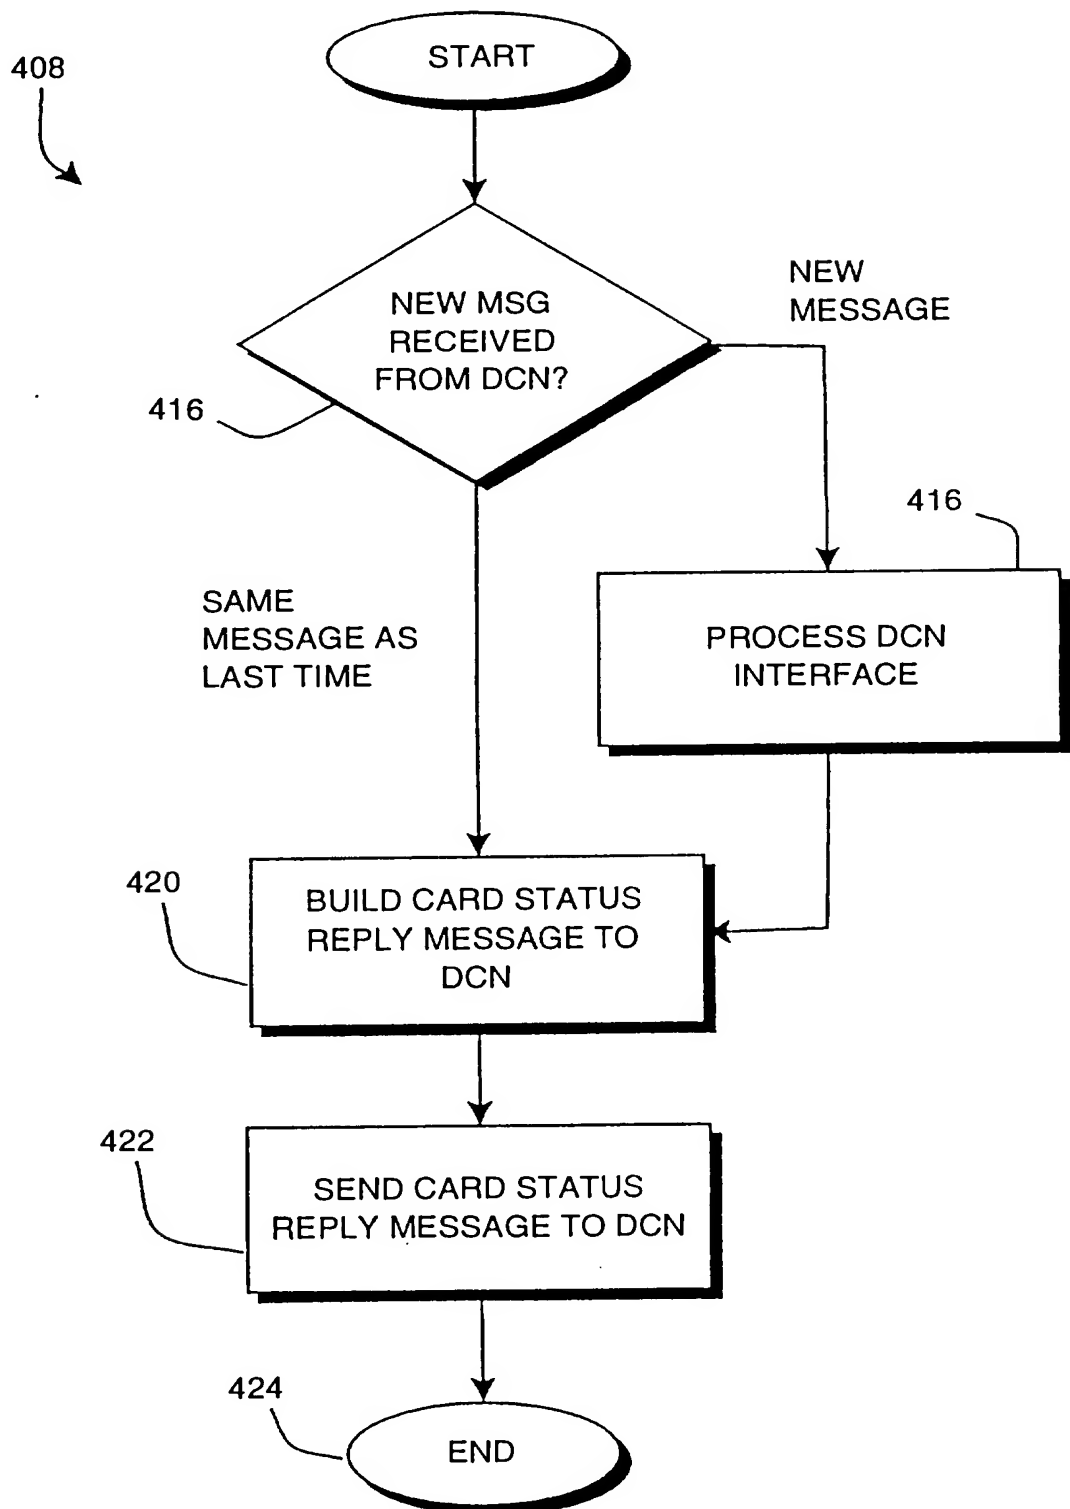 START
408
NEW MSG
RECEIVED
FROM DCN?
NEW
MESSAGE
416
416
SAME
MESSAGE AS
LAST TIME
PROCESS DCN
INTERFACE
420
BUILD CARD STATUS
REPLY MESSAGE TO
DCN
422
SEND CARD STATUS
REPLY MESSAGE TO DCN
424
END